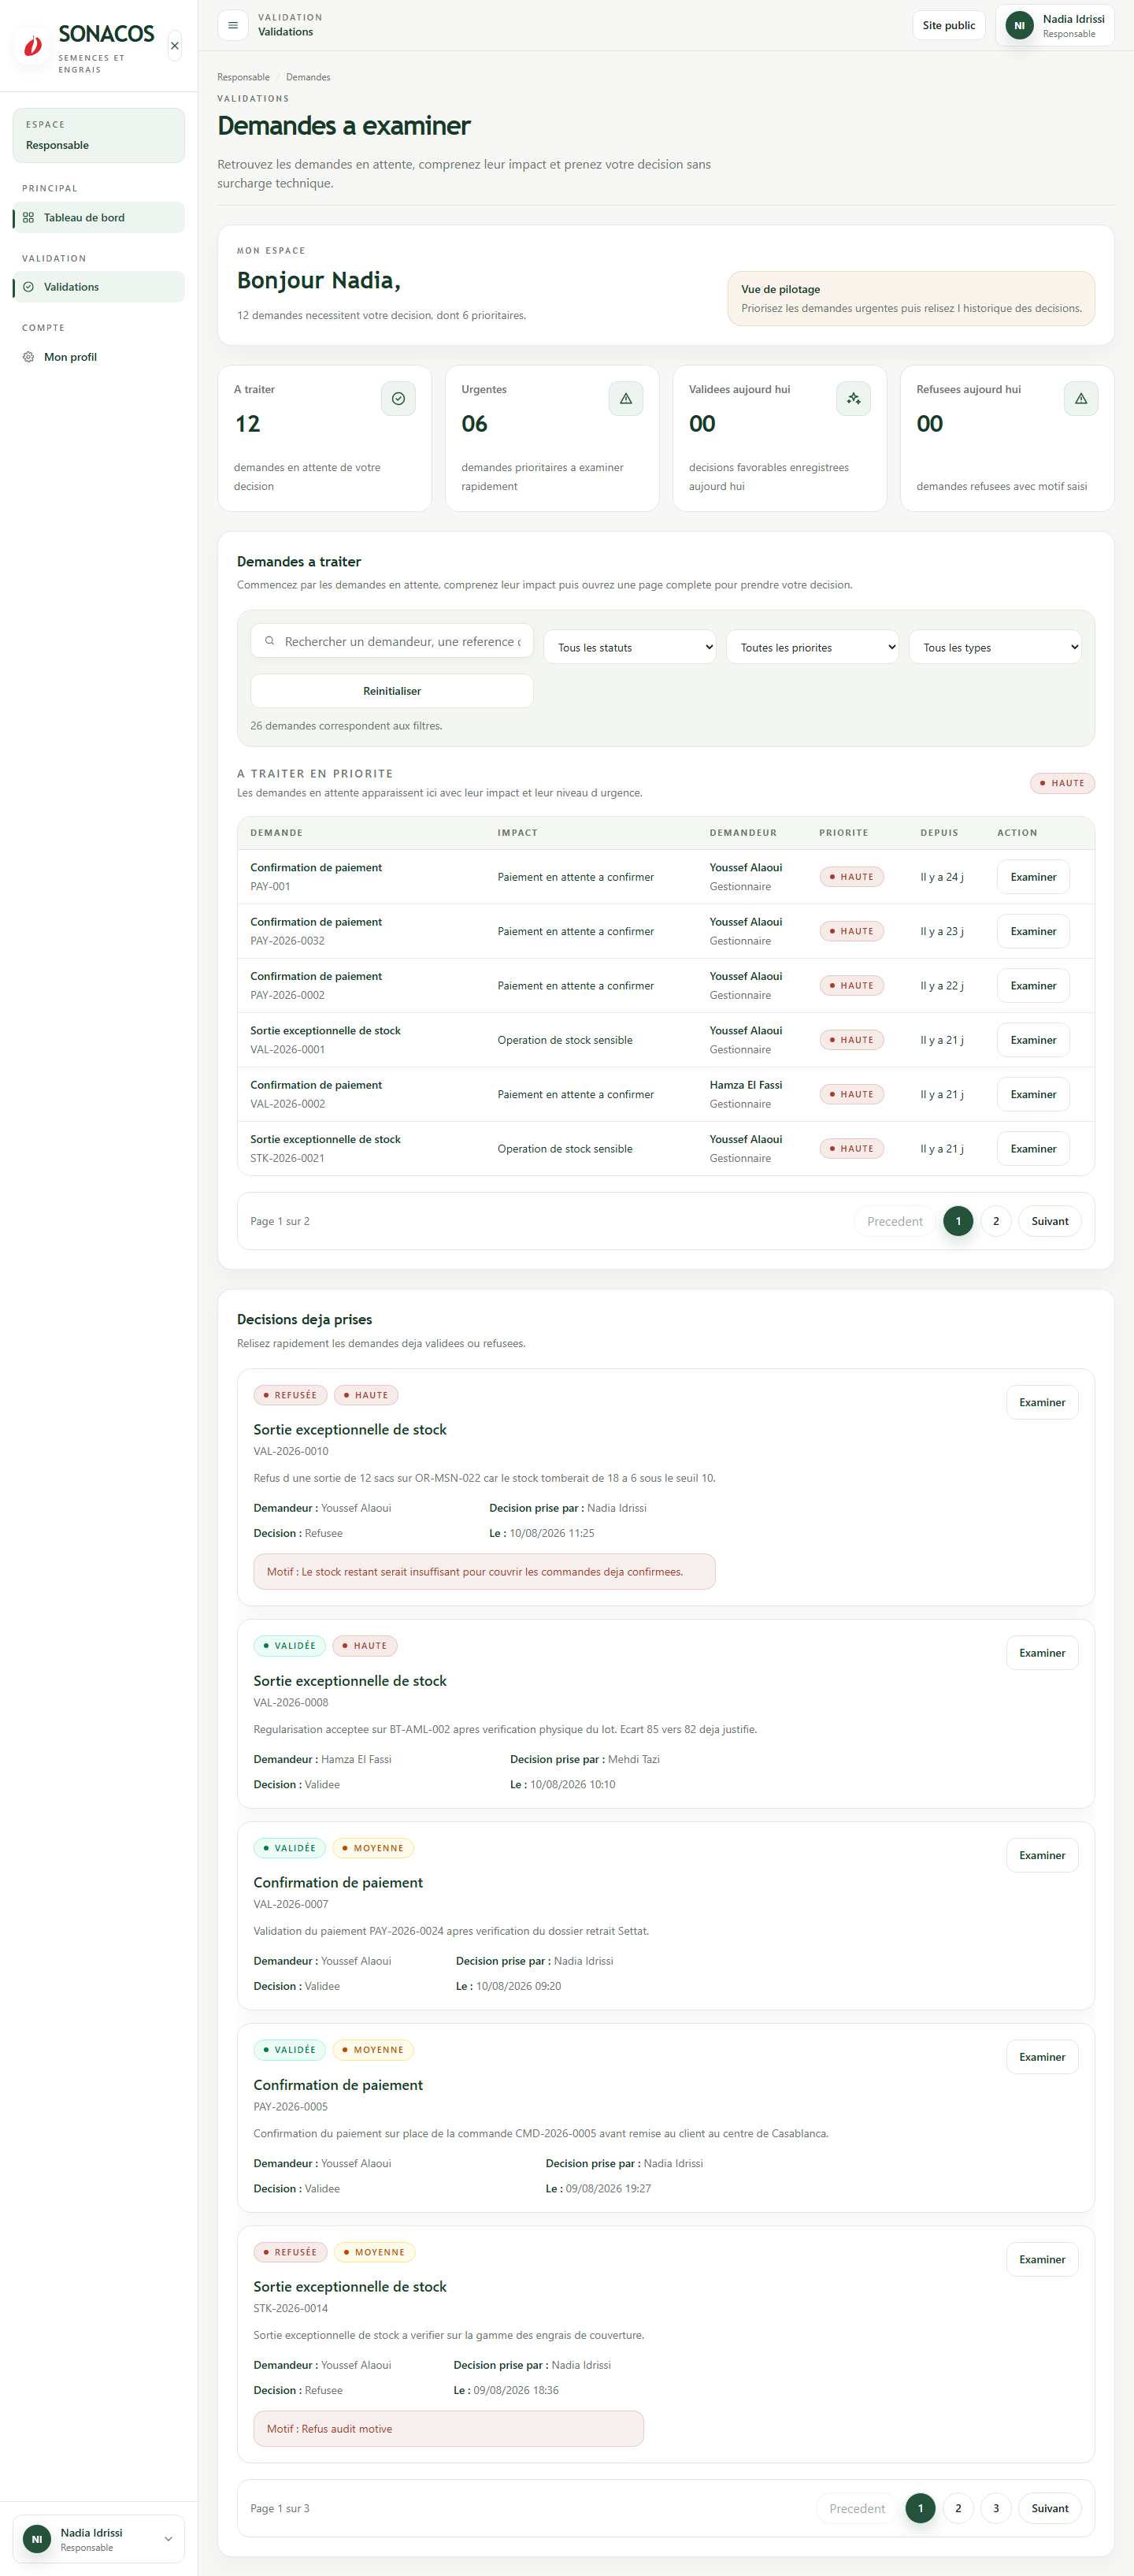 SONACOS
SEMENCES ET
ENGRAIS
ESPACE
Responsable
PRINCIPAL
Tableau de bord
VALIDATION
Validations
COMPTE
Mon profil
VALIDATION
Validations
Site public
NI
Nadia Idrissi
Responsable
Responsable / Demandes
VALIDATIONS
Demandes a examiner
Retrouvez les demandes en attente, comprenez leur impact et prenez votre decision sans
surcharge technique.
MON ESPACE
Bonjour Nadia,
12 demandes necessitent votre decision, dont 6 prioritaires.
Vue de pilotage
Priorisez les demandes urgentes puis relisez l historique des decisions.
A traiter
12
demandes en attente de votre
decision
Urgentes
06
demandes prioritaires a examiner
rapidement
Validees aujourd hui
00
decisions favorables enregistrees
aujourd hui
Refusees aujourd hui
00
demandes refusees avec motif saisi
Demandes a traiter
Commencez par les demandes en attente, comprenez leur impact puis ouvrez une page complete pour prendre votre decision.
Rechercher un demandeur, une reference
Tous les statuts
Toutes les priorites
Tous les types
Reinitialiser
26 demandes correspondent aux filtres.
A TRAITER EN PRIORITE
Les demandes en attente apparaissent ici avec leur impact et leur niveau d urgence.
HAUTE
DEMANDE IMPACT DEMANDEUR PRIORITE DEPUIS ACTION
Confirmation de paiement
PAY-001
Paiement en attente a confirmer
Youssef Alaoui
Gestionnaire
HAUTE
Il y a 24 j
Examiner
Confirmation de paiement
PAY-2026-0032
Paiement en attente a confirmer
Youssef Alaoui
Gestionnaire
HAUTE
Il y a 23 j
Examiner
Confirmation de paiement
PAY-2026-0002
Paiement en attente a confirmer
Youssef Alaoui
Gestionnaire
HAUTE
Il y a 22 j
Examiner
Sortie exceptionnelle de stock
VAL-2026-0001
Operation de stock sensible
Youssef Alaoui
Gestionnaire
HAUTE
Il y a 21 j
Examiner
Confirmation de paiement
VAL-2026-0002
Paiement en attente a confirmer
Hamza El Fassi
Gestionnaire
HAUTE
Il y a 21 j
Examiner
Sortie exceptionnelle de stock
STK-2026-0021
Operation de stock sensible
Youssef Alaoui
Gestionnaire
HAUTE
Il y a 21 j
Examiner
Page 1 sur 2
Precedent 1 2 Suivant
Decisions deja prises
Relisez rapidement les demandes deja validees ou refusees.
REFUSÉE HAUTE
Examiner
Sortie exceptionnelle de stock
VAL-2026-0010
Refus d une sortie de 12 sacs sur OR-MSN-022 car le stock tomberait de 18 a 6 sous le seuil 10.
Demandeur : Youssef Alaoui Decision prise par : Nadia Idrissi
Decision : Refusee Le : 10/08/2026 11:25
Motif : Le stock restant serait insuffisant pour couvrir les commandes deja confirmees.
VALIDÉE HAUTE
Examiner
Sortie exceptionnelle de stock
VAL-2026-0008
Regularisation acceptee sur BT-AML-002 apres verification physique du lot. Ecart 85 vers 82 deja justifie.
Demandeur : Hamza El Fassi Decision prise par : Mehdi Tazi
Decision : Validee Le : 10/08/2026 10:10
VALIDÉE MOYENNE
Examiner
Confirmation de paiement
VAL-2026-0007
Validation du paiement PAY-2026-0024 apres verification du dossier retrait Settat.
Demandeur : Youssef Alaoui Decision prise par : Nadia Idrissi
Decision : Validee Le : 10/08/2026 09:20
VALIDÉE MOYENNE
Examiner
Confirmation de paiement
PAY-2026-0005
Confirmation du paiement sur place de la commande CMD-2026-0005 avant remise au client au centre de Casablanca.
Demandeur : Youssef Alaoui Decision prise par : Nadia Idrissi
Decision : Validee Le : 09/08/2026 19:27
REFUSÉE MOYENNE
Examiner
Sortie exceptionnelle de stock
STK-2026-0014
Sortie exceptionnelle de stock a verifier sur la gamme des engrais de couverture.
Demandeur : Youssef Alaoui Decision prise par : Nadia Idrissi
Decision : Refusee Le : 09/08/2026 18:36
Motif : Refus audit motive
Page 1 sur 3
Precedent 1 2 3 Suivant
NI
Nadia Idrissi
Responsable